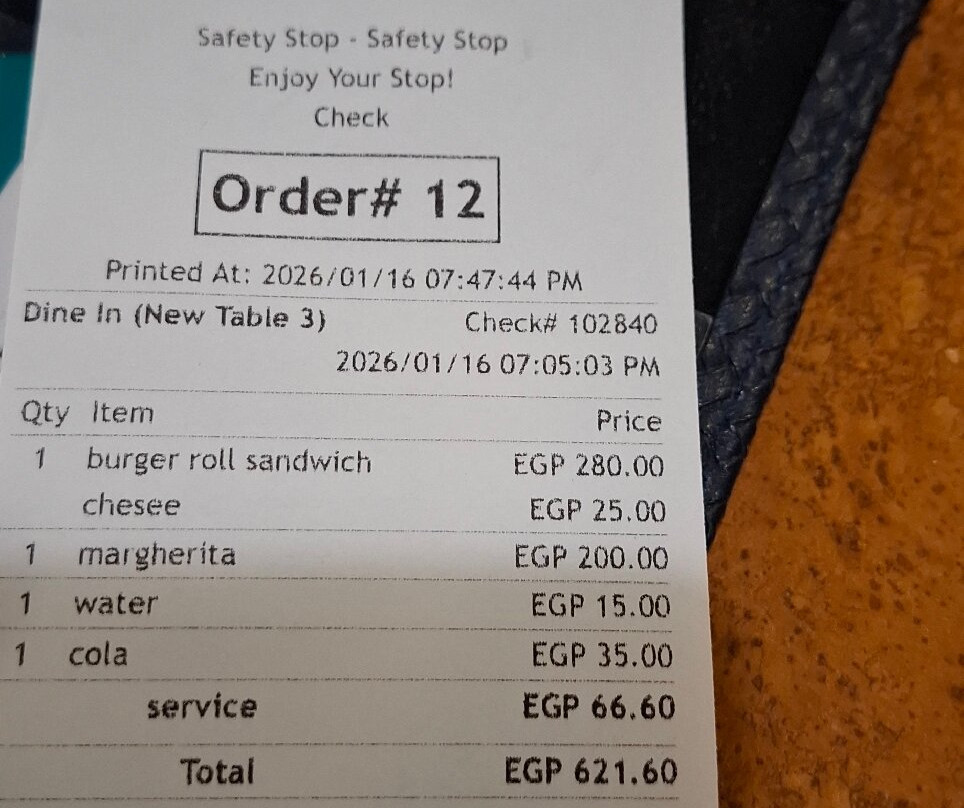 Safety Stop - Safety Stop
Enjoy Your Stop!
Check
Order# 12
Printed At: 2026/01/16 07:47:44 PM
Dine In (New Table 3) Check# 102840
2026/01/16 07:05:03 PM
Qty Item Price
1 burger roll sandwich EGP 280.00
chesee EGP 25.00
1 margherita EGP 200.00
1 water EGP 15.00
1 cola EGP 35.00
service EGP 66.60
Total EGP 621.60